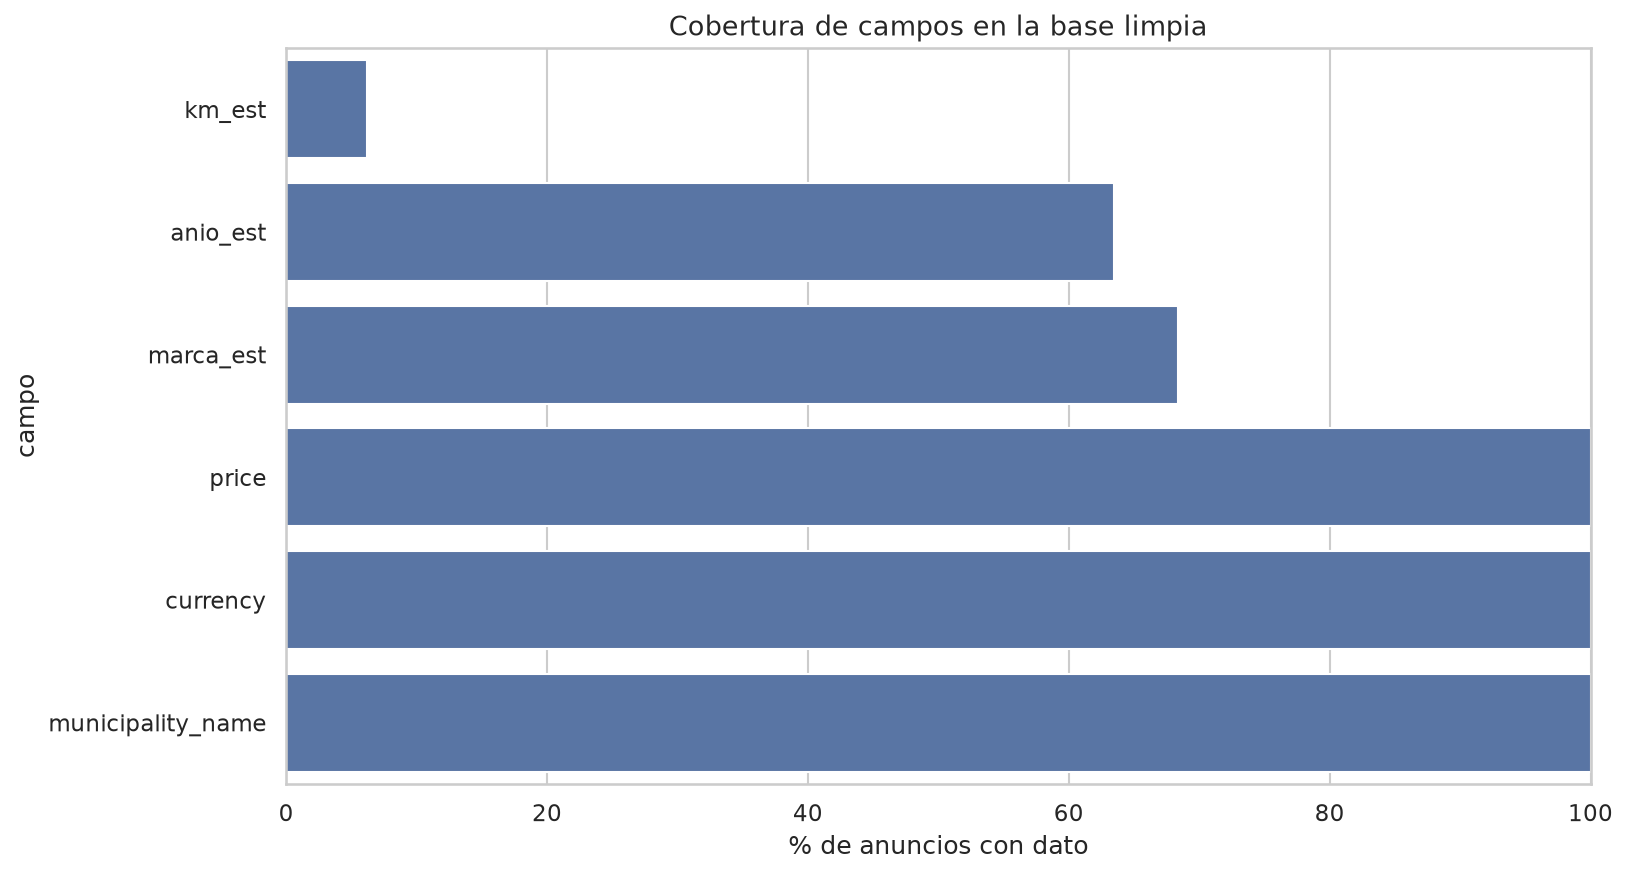 Cobertura de campos en la base limpia
campo
km_est
anio_est
marca_est
price
currency
municipality_name
0 20 40 60 80 100
% de anuncios con dato